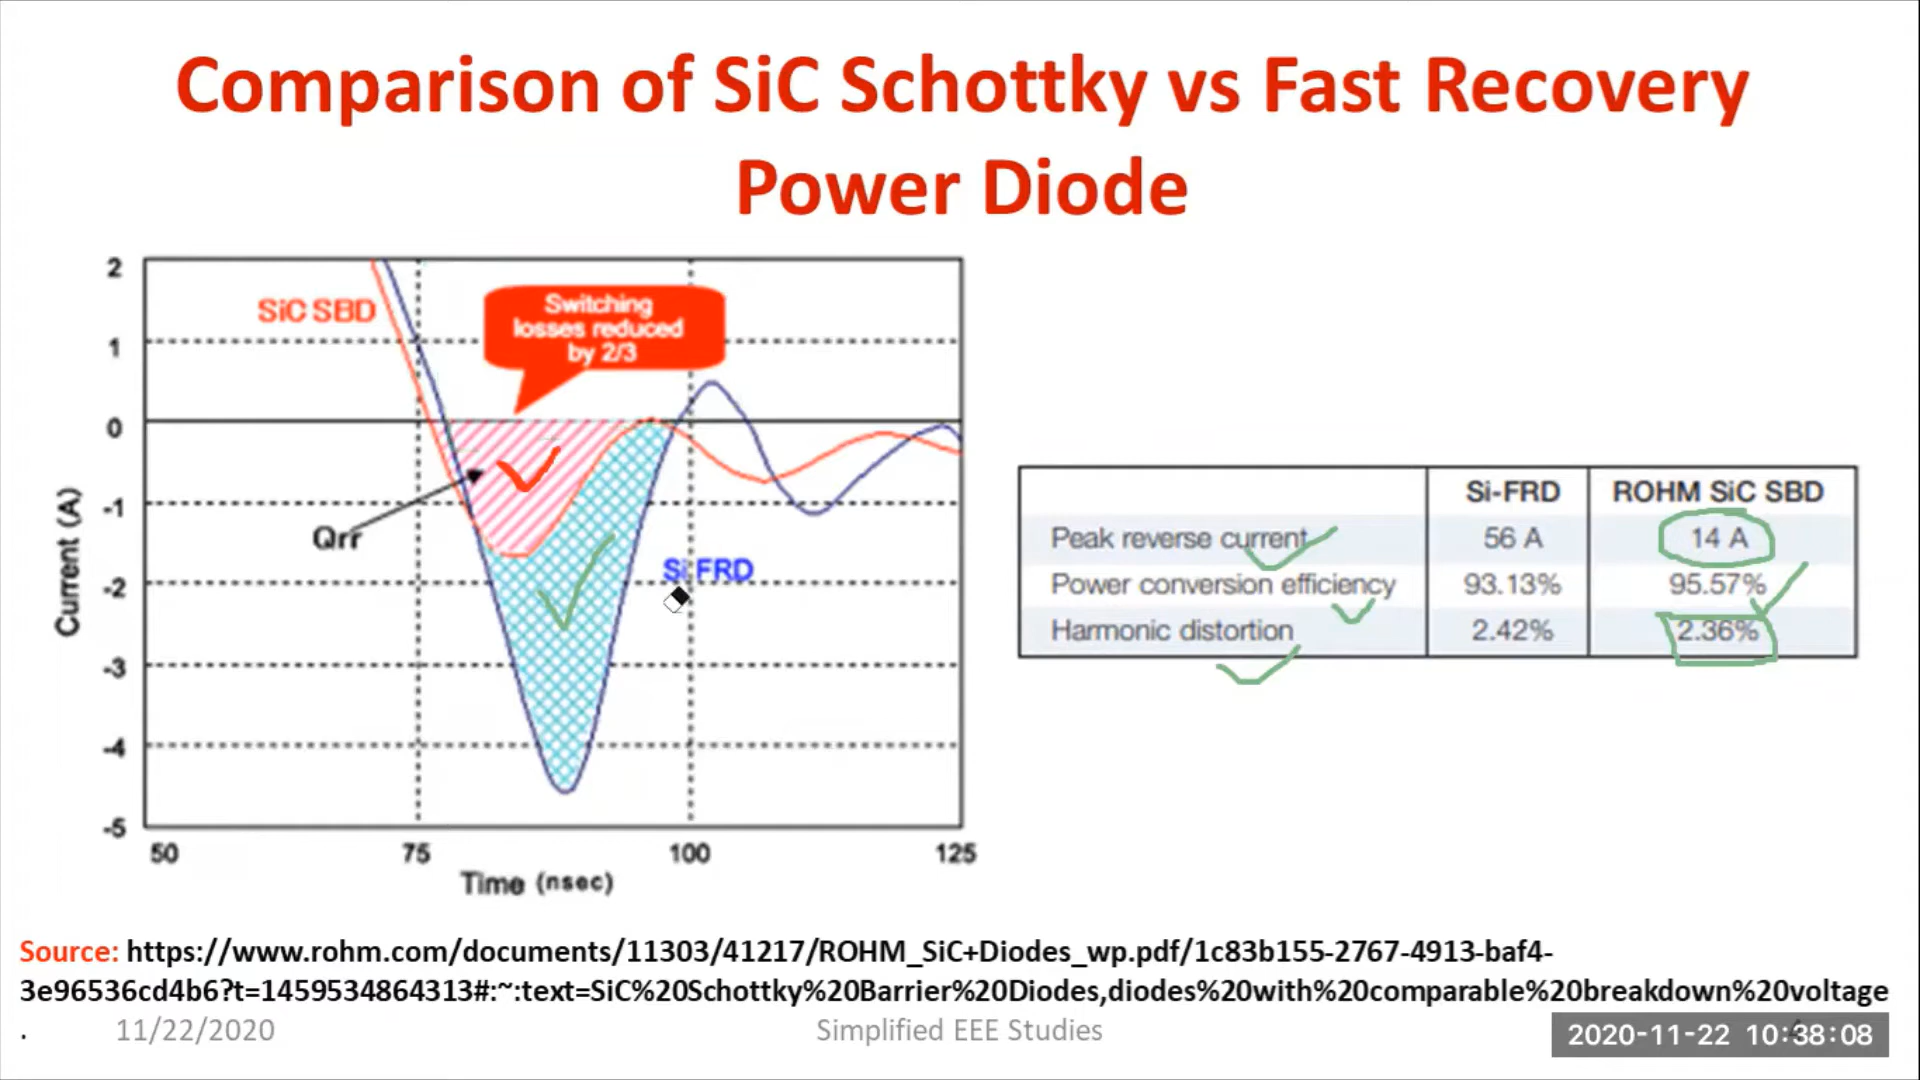 Comparison of SiC Schottky vs Fast Recovery
Power Diode
2
1
0
-1
-2
-3
-4
-5
Current (A)
SiC SBD
Switching
losses reduced
by 2/3
Qrr
Si FRD
50
75
100
125
Time (nsec)
Si-FRD ROHM SiC SBD
Peak reverse current 56 A 14 A
Power conversion efficiency 93.13% 95.57%
Harmonic distortion 2.42% 2.36%
Source: https://www.rohm.com/documents/11303/41217/ROHM_SiC+Diodes_wp.pdf/1c83b155-2767-4913-baf4-
3e96536cd4b6?t=1459534864313#:~:text=SiC%20Schottky%20Barrier%20Diodes,diodes%20with%20comparable%20breakdown%20voltage
.
11/22/2020
Simplified EEE Studies
2020-11-22 10:38:08